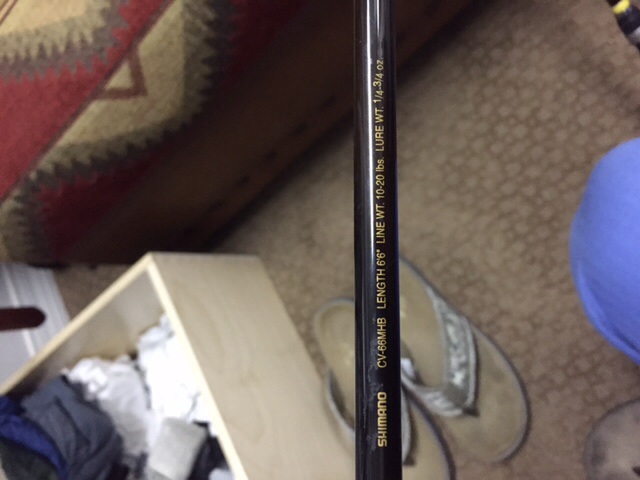 SHIMANO CV-66MHB LENGTH 6'6" LINE WT. 10-20 lbs. LURE WT. 1/4-3/4 oz